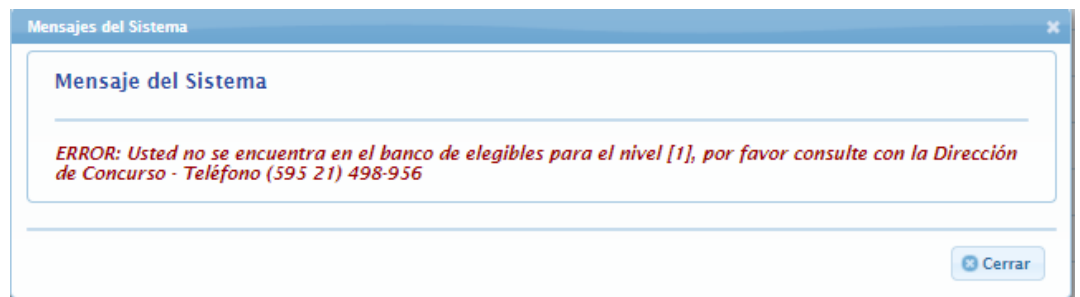 Mensajes del Sistema
Mensaje del Sistema
ERROR: Usted no se encuentra en el banco de elegibles para el nivel [1], por favor consulte con la Dirección
de Concurso - Teléfono (595 21) 498-956
Cerrar